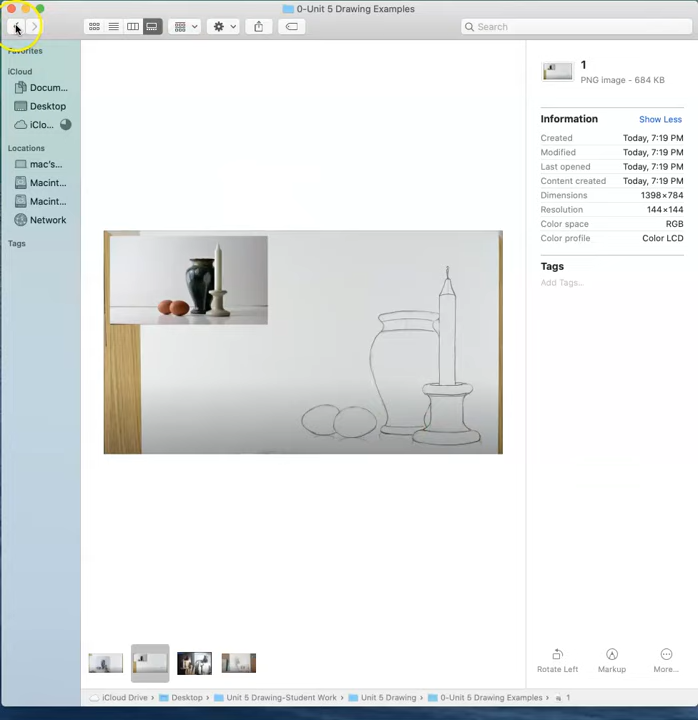 0-Unit 5 Drawing Examples
Search
Favorites
iCloud
Docum...
Desktop
iClo...
Locations
mac's...
Macint...
Macint...
Network
Tags
1
PNG image - 684 KB
Information
Show Less
Created
Today, 7:19 PM
Modified
Today, 7:19 PM
Last opened
Today, 7:19 PM
Content created
Today, 7:19 PM
Dimensions
1398×784
Resolution
144×144
Color space
RGB
Color profile
Color LCD
Tags
Add Tags...
Rotate Left
Markup
More...
iCloud Drive › Desktop › Unit 5 Drawing-Student Work › Unit 5 Drawing › 0-Unit 5 Drawing Examples › 1